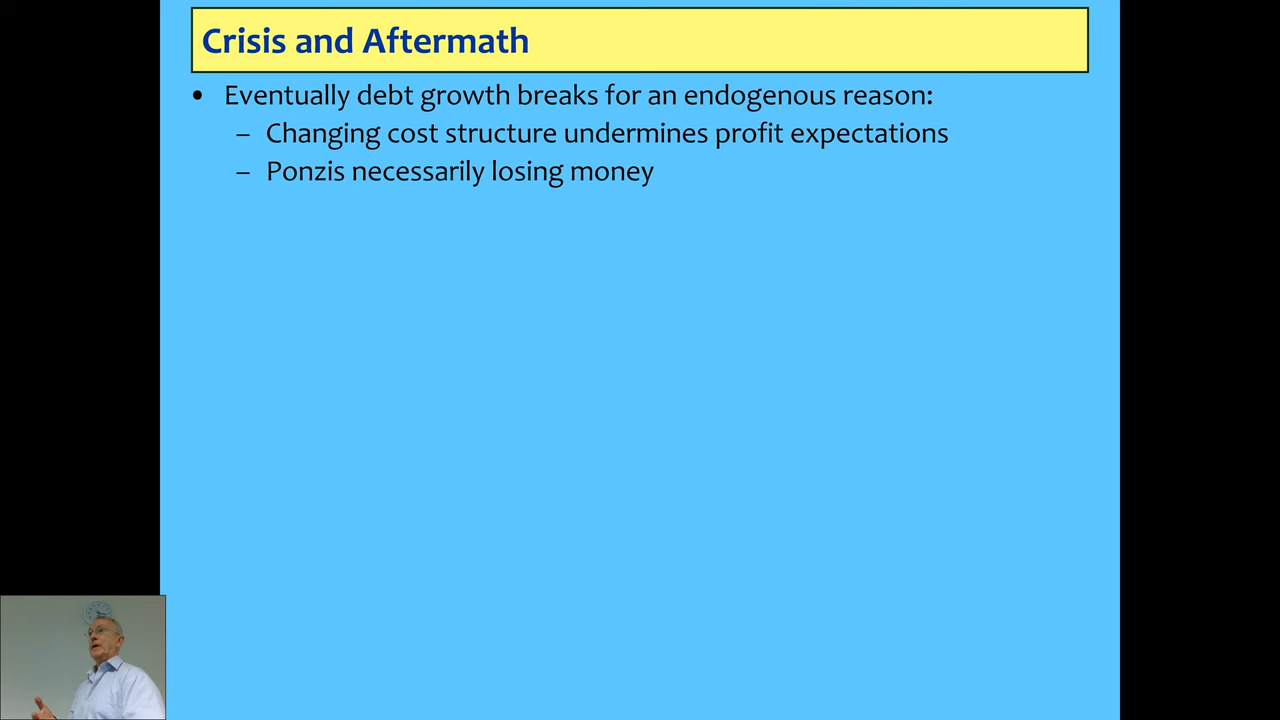 Crisis and Aftermath
• Eventually debt growth breaks for an endogenous reason:
– Changing cost structure undermines profit expectations
– Ponzis necessarily losing money